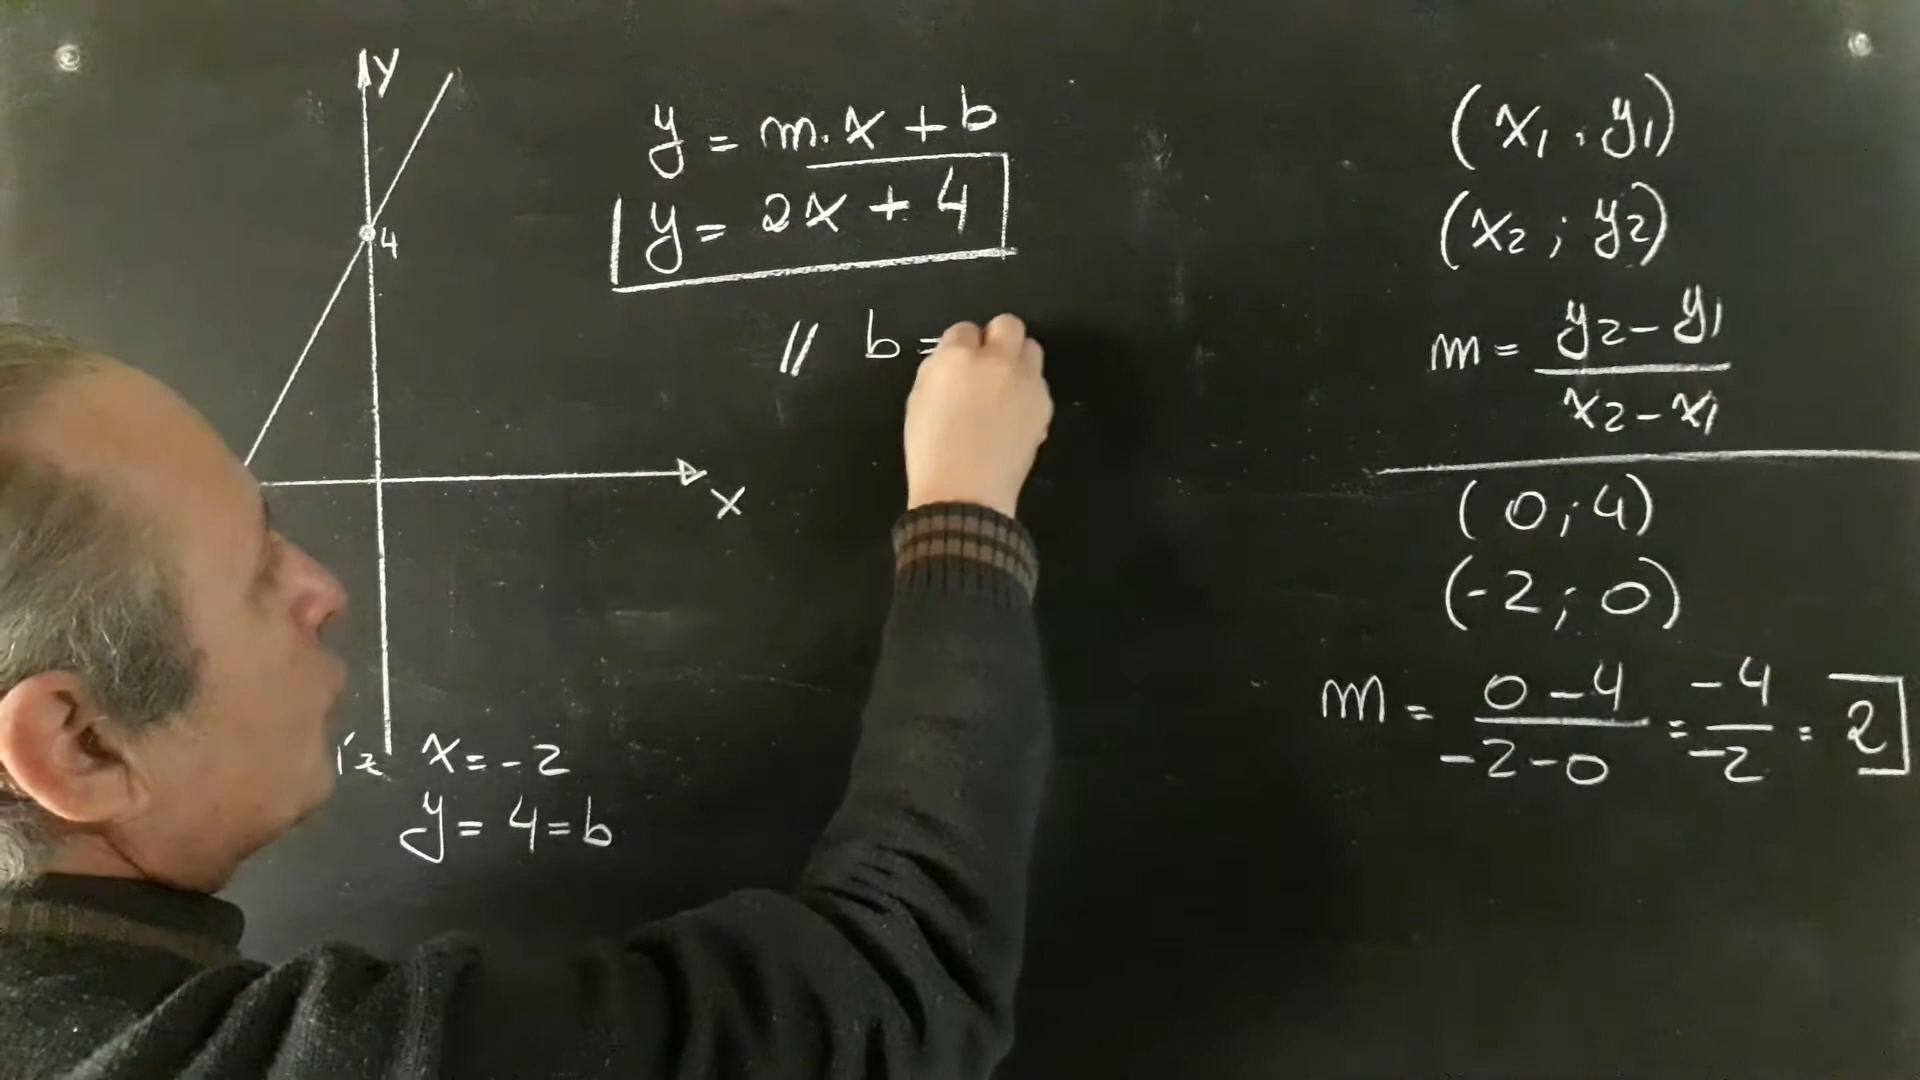 y
4
x
y = m.x + b
y = 2x + 4
// b =
x = -2
y = 4 = b
(x1 ; y1)
(x2 ; y2)
m = y2 - y1 / x2 - x1
(0 ; 4)
(-2 ; 0)
m = 0 - 4 / -2 - 0 = -4 / -2 = 2